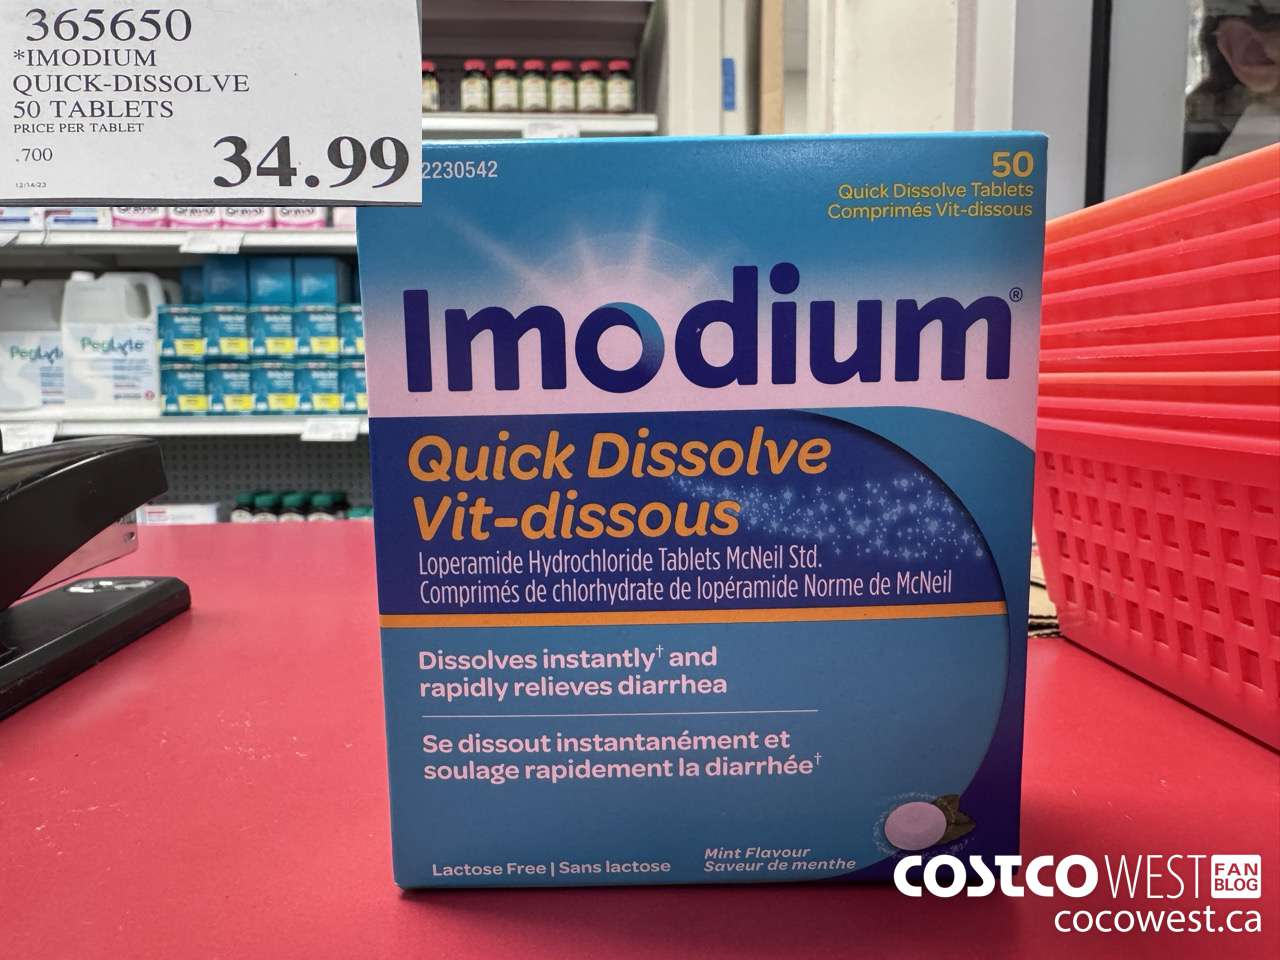 365650
*IMODIUM
QUICK-DISSOLVE
50 TABLETS
PRICE PER TABLET
.700
34.99
12/14/23
2230542
50
Quick Dissolve Tablets
Comprimés Vit-dissous
Imodium®
Quick Dissolve
Vit-dissous
Loperamide Hydrochloride Tablets McNeil Std.
Comprimés de chlorhydrate de lopéramide Norme de McNeil
Dissolves instantly† and
rapidly relieves diarrhea
Se dissout instantanément et
soulage rapidement la diarrhée†
Lactose Free | Sans lactose
Mint Flavour
Saveur de menthe
PegLyte
PegLyte
COSTCO WEST FAN BLOG
cocowest.ca